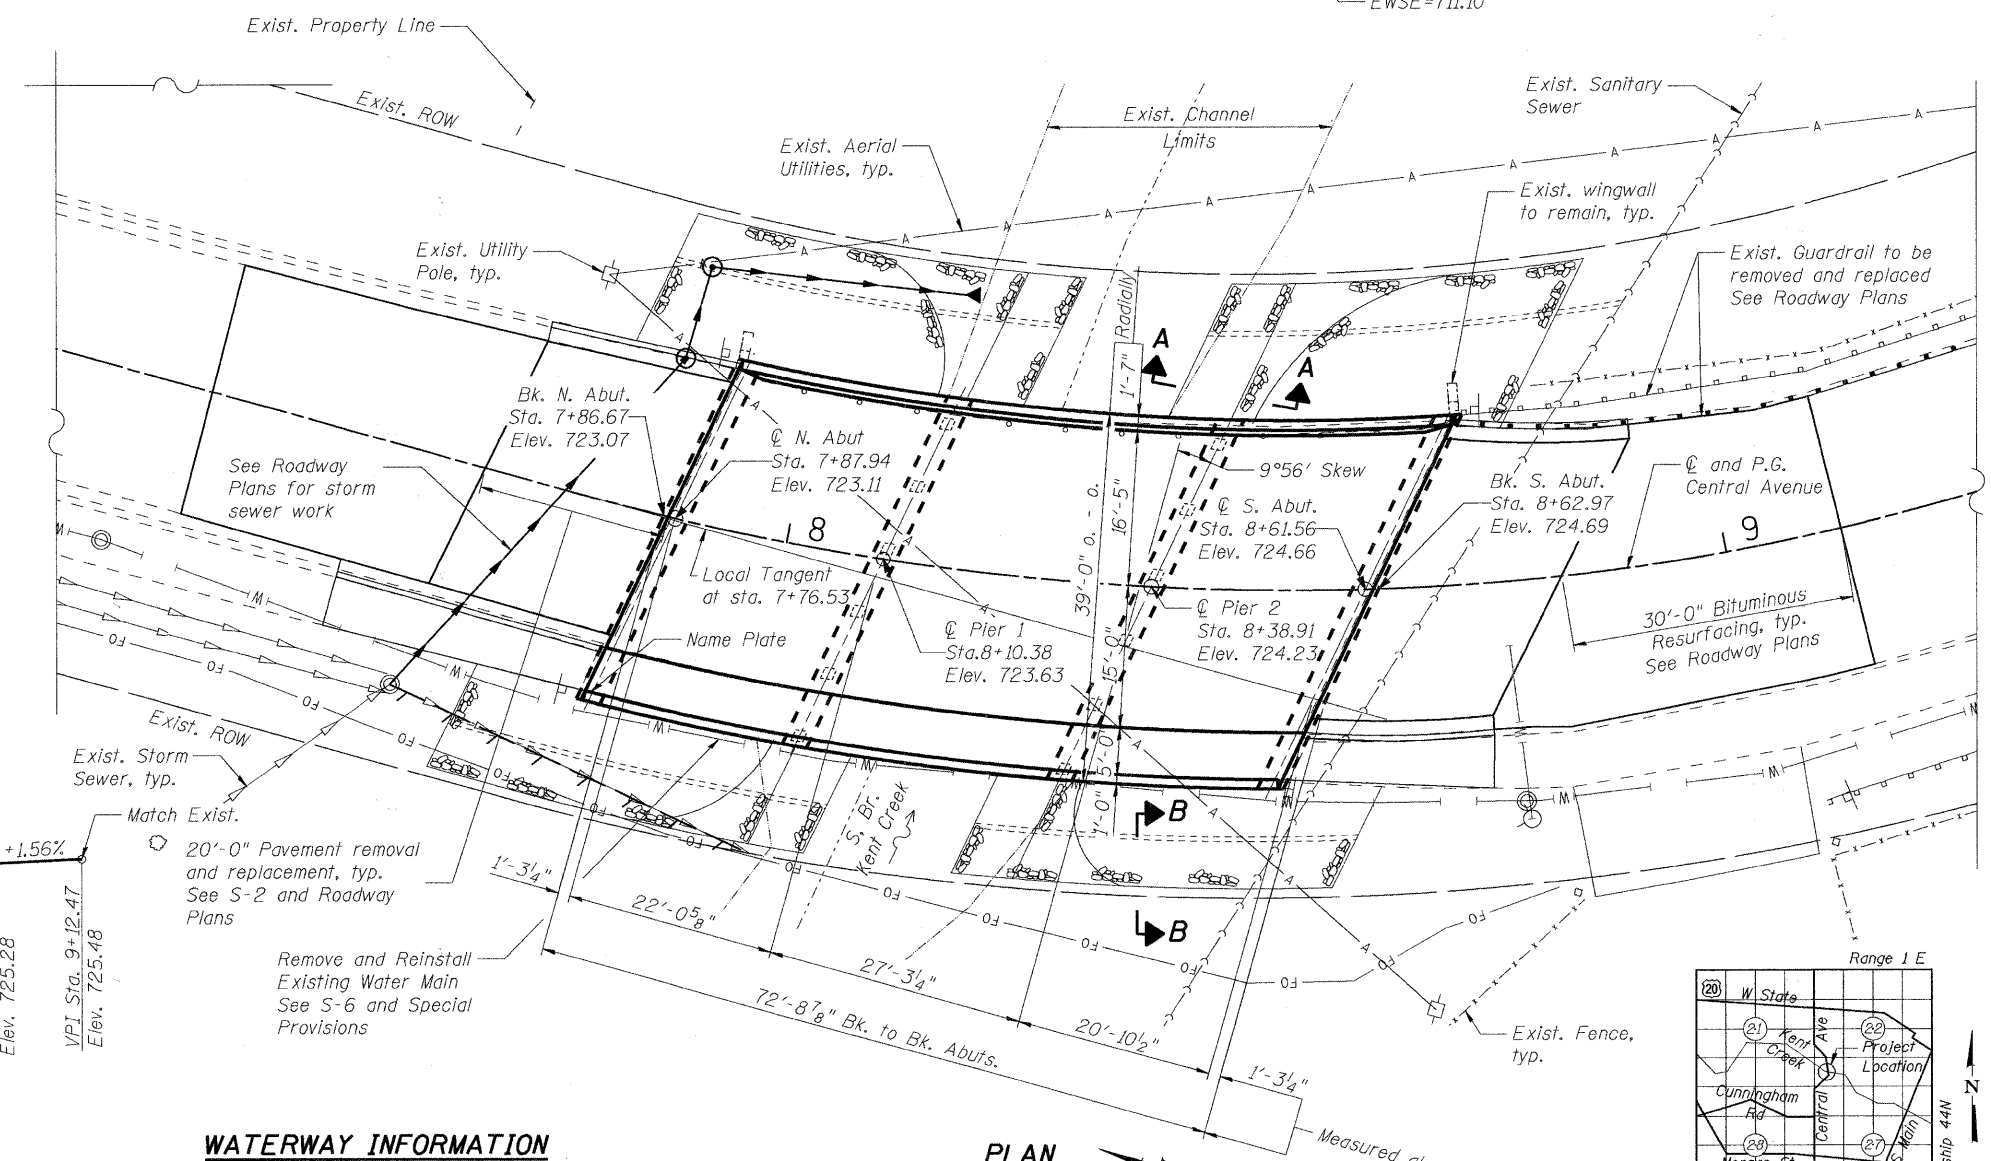 EWSE=711.10
Exist. Property Line
Exist. ROW
Exist. Channel
Limits
Exist. Sanitary
Sewer
Exist. Aerial
Utilities, typ.
Exist. wingwall
to remain, typ.
Exist. Utility
Pole, typ.
Exist. Guardrail to be
removed and replaced
See Roadway Plans
1'-7" Radially
A
A
Bk. N. Abut.
Sta. 7+86.67
Elev. 723.07
℄ N. Abut
Sta. 7+87.94
Elev. 723.11
See Roadway
Plans for storm
sewer work
9°56' Skew
℄ and P.G.
Central Avenue
Bk. S. Abut.
Sta. 8+62.97
Elev. 724.69
℄ S. Abut.
Sta. 8+61.56
Elev. 724.66
39'-0" o. - o.
16'-5"
8
9
Local Tangent
at sta. 7+76.53
Name Plate
℄ Pier 1
Sta.8+10.38
Elev. 723.63
℄ Pier 2
Sta. 8+38.91
Elev. 724.23
15'-0"
5'-0"
1'-0"
30'-0" Bituminous
Resurfacing, typ.
See Roadway Plans
Exist. ROW
Exist. Storm
Sewer, typ.
Match Exist.
+1.56%
20'-0" Pavement removal
and replacement, typ.
See S-2 and Roadway
Plans
VPI Sta. 9+12.47
Elev. 725.48
Elev. 725.28
S. Br.
Kent Creek
B
B
1'-3¼"
22'-0⅝"
27'-3¼"
20'-10½"
1'-3¼"
72'-8⅞" Bk. to Bk. Abuts.
Remove and Reinstall
Existing Water Main
See S-6 and Special
Provisions
Exist. Fence,
typ.
Measured
WATERWAY INFORMATION
PLAN
Range 1 E
20
W State
21
22
Kent
Creek
Central Ave
Project
Location
Cunningham
Rd
Central
S Main
28
27
ship 44N
N